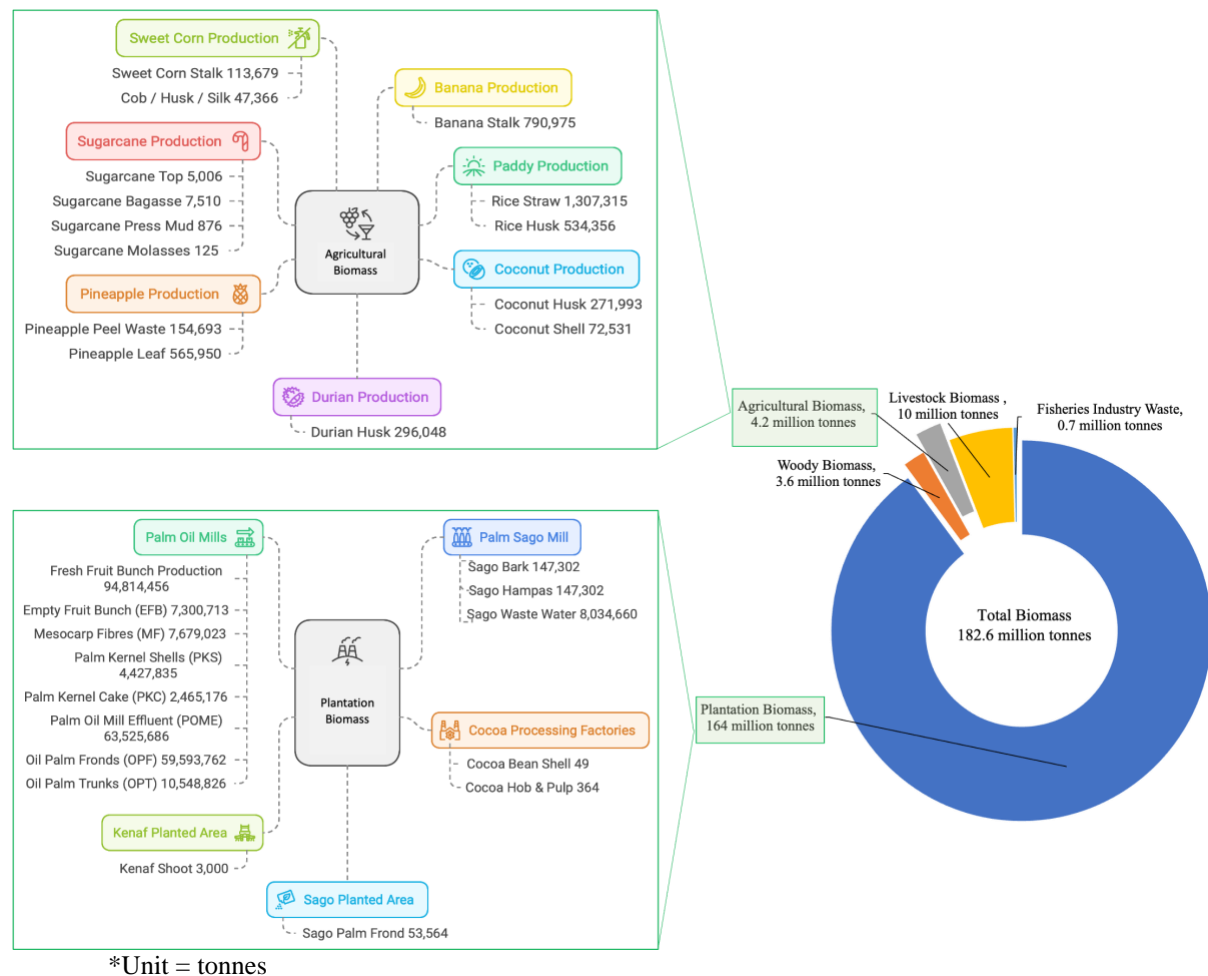 Sweet Corn Production
Sweet Corn Stalk 113,679
Cob / Husk / Silk 47,366
Banana Production
Banana Stalk 790,975
Sugarcane Production
Sugarcane Top 5,006
Sugarcane Bagasse 7,510
Sugarcane Press Mud 876
Sugarcane Molasses 125
Paddy Production
Rice Straw 1,307,315
Rice Husk 534,356
Agricultural
Biomass
Pineapple Production
Pineapple Peel Waste 154,693
Pineapple Leaf 565,950
Coconut Production
Coconut Husk 271,993
Coconut Shell 72,531
Durian Production
Durian Husk 296,048
Palm Oil Mills
Fresh Fruit Bunch Production
94,814,456
Empty Fruit Bunch (EFB) 7,300,713
Mesocarp Fibres (MF) 7,679,023
Palm Kernel Shells (PKS)
4,427,835
Palm Kernel Cake (PKC) 2,465,176
Palm Oil Mill Effluent (POME)
63,525,686
Oil Palm Fronds (OPF) 59,593,762
Oil Palm Trunks (OPT) 10,548,826
Palm Sago Mill
Sago Bark 147,302
Sago Hampas 147,302
Sago Waste Water 8,034,660
Plantation
Biomass
Cocoa Processing Factories
Cocoa Bean Shell 49
Cocoa Hob & Pulp 364
Kenaf Planted Area
Kenaf Shoot 3,000
Sago Planted Area
Sago Palm Frond 53,564
Agricultural Biomass,
4.2 million tonnes
Livestock Biomass ,
10 million tonnes
Fisheries Industry Waste,
0.7 million tonnes
Woody Biomass,
3.6 million tonnes
Total Biomass
182.6 million tonnes
Plantation Biomass,
164 million tonnes
*Unit = tonnes